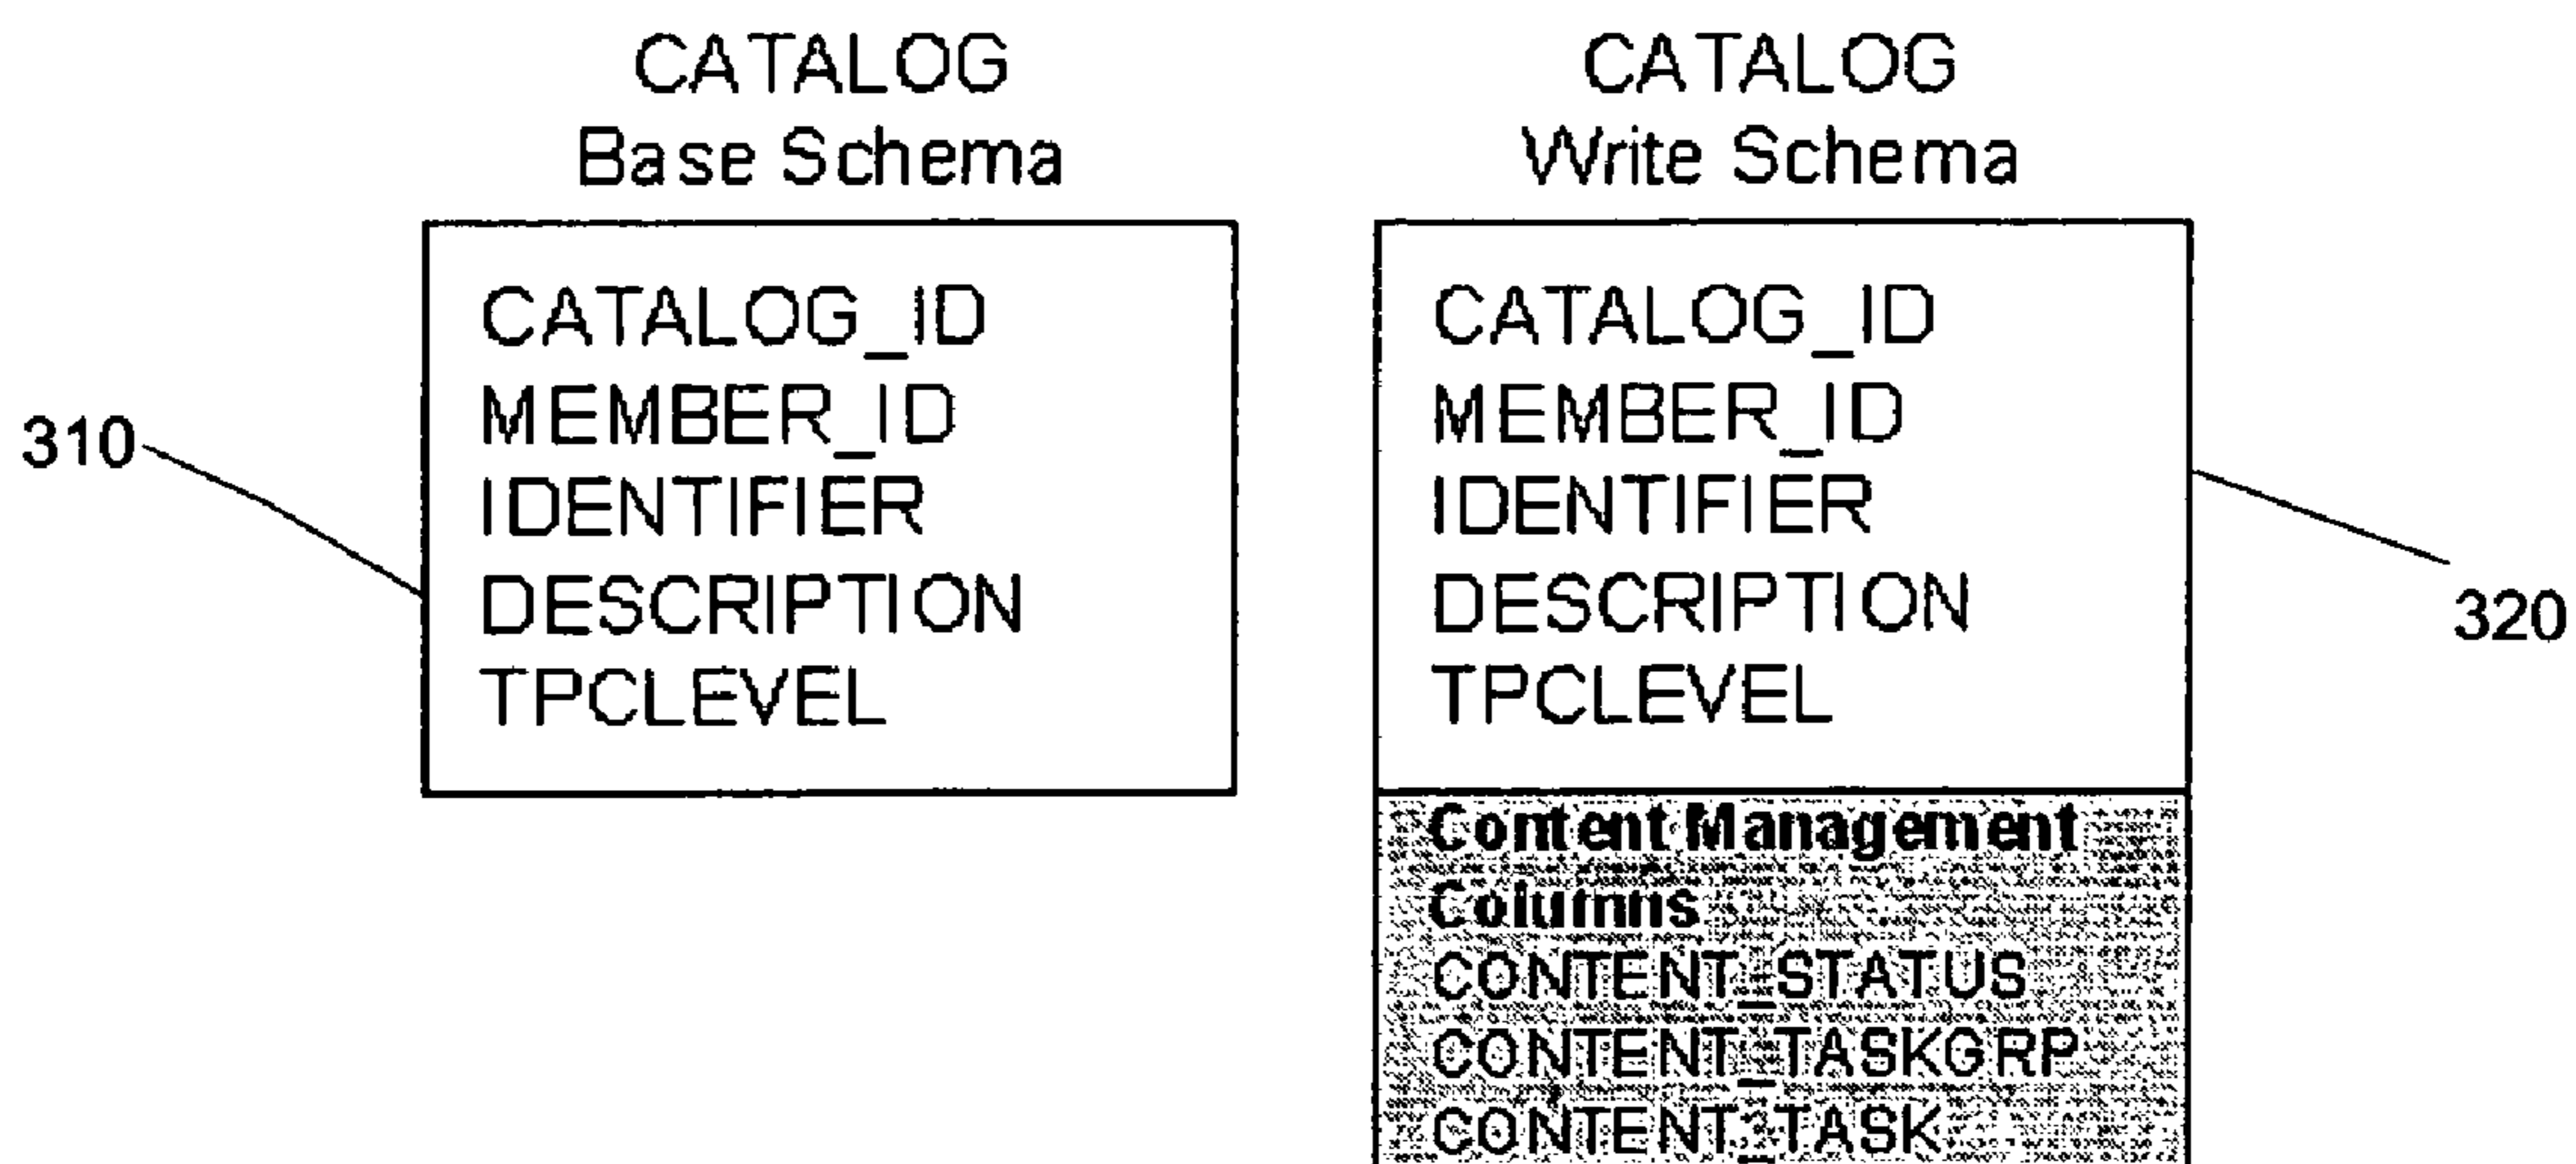 CATALOG
Base Schema
CATALOG_ID
MEMBER_ID
IDENTIFIER
DESCRIPTION
TPCLEVEL
310
CATALOG
Write Schema
CATALOG_ID
MEMBER_ID
IDENTIFIER
DESCRIPTION
TPCLEVEL
320
Content Management
Columns
CONTENT_STATUS
CONTENT_TASKGRP
CONTENT_TASK